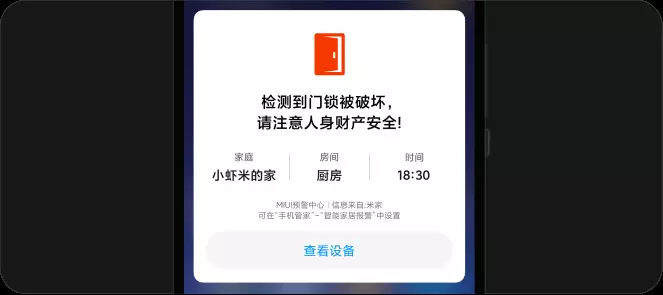 检测到门锁被破坏，
请注意人身财产安全!
家庭 房间 时间
小虾米的家 厨房 18:30
MIUI预警中心 | 信息来自:米家
可在“手机管家”-“智能家居报警”中设置
查看设备